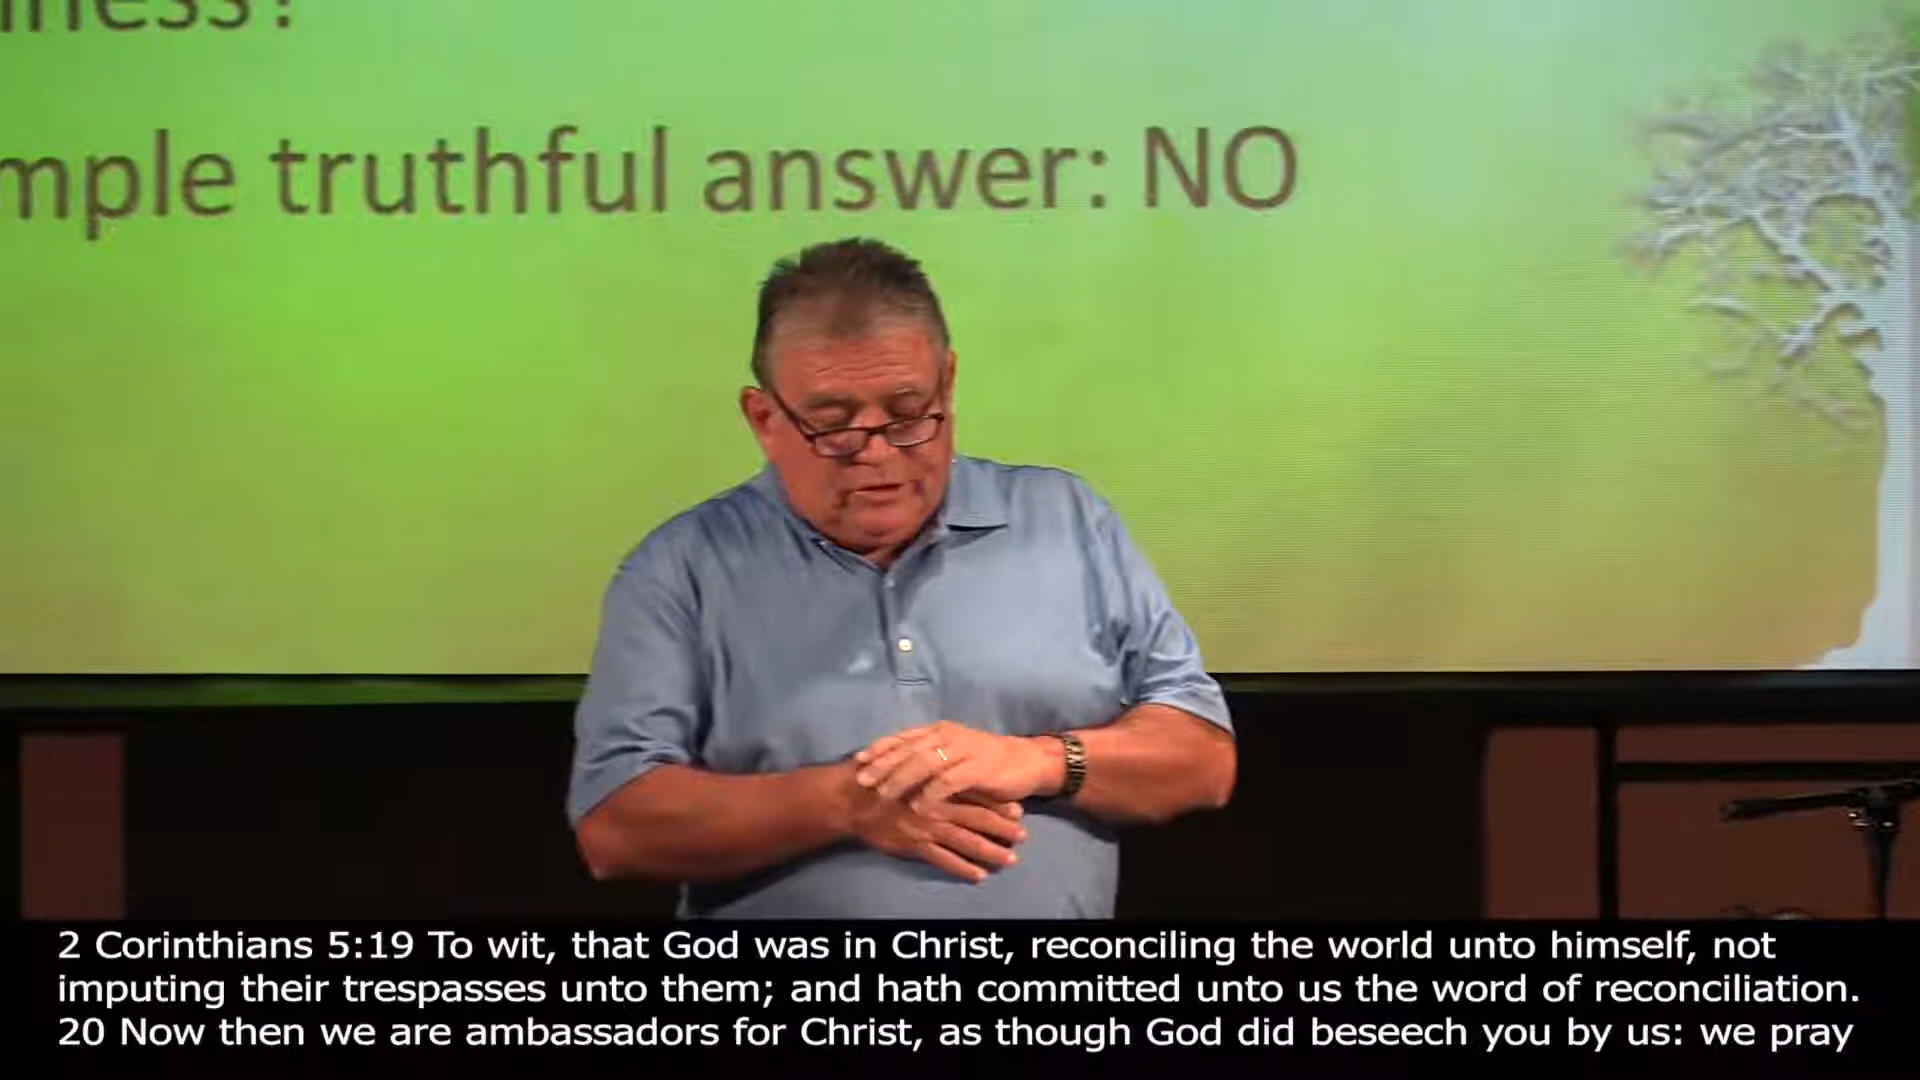 truthful answer: NO
2 Corinthians 5:19 To wit, that God was in Christ, reconciling the world unto himself, not
imputing their trespasses unto them; and hath committed unto us the word of reconciliation.
20 Now then we are ambassadors for Christ, as though God did beseech you by us: we pray